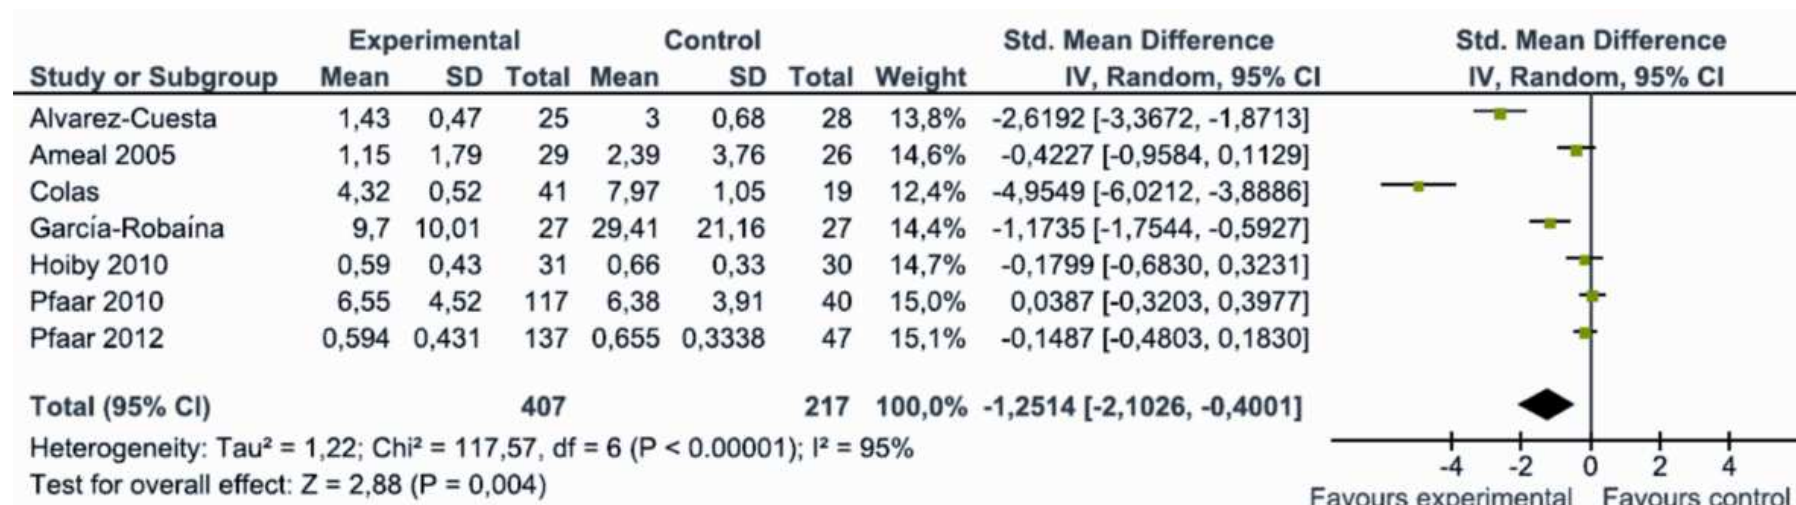 Experimental Control Std. Mean Difference Std. Mean Difference
Study or Subgroup Mean SD Total Mean SD Total Weight IV, Random, 95% CI IV, Random, 95% CI
Alvarez-Cuesta 1,43 0,47 25 3 0,68 28 13,8% -2,6192 [-3,3672, -1,8713]
Ameal 2005 1,15 1,79 29 2,39 3,76 26 14,6% -0,4227 [-0,9584, 0,1129]
Colas 4,32 0,52 41 7,97 1,05 19 12,4% -4,9549 [-6,0212, -3,8886]
García-Robaína 9,7 10,01 27 29,41 21,16 27 14,4% -1,1735 [-1,7544, -0,5927]
Hoiby 2010 0,59 0,43 31 0,66 0,33 30 14,7% -0,1799 [-0,6830, 0,3231]
Pfaar 2010 6,55 4,52 117 6,38 3,91 40 15,0% 0,0387 [-0,3203, 0,3977]
Pfaar 2012 0,594 0,431 137 0,655 0,3338 47 15,1% -0,1487 [-0,4803, 0,1830]
Total (95% CI) 407 217 100,0% -1,2514 [-2,1026, -0,4001]
Heterogeneity: Tau² = 1,22; Chi² = 117,57, df = 6 (P < 0.00001); I² = 95%
Test for overall effect: Z = 2,88 (P = 0,004)
-4 -2 0 2 4
Favours experimental Favours control